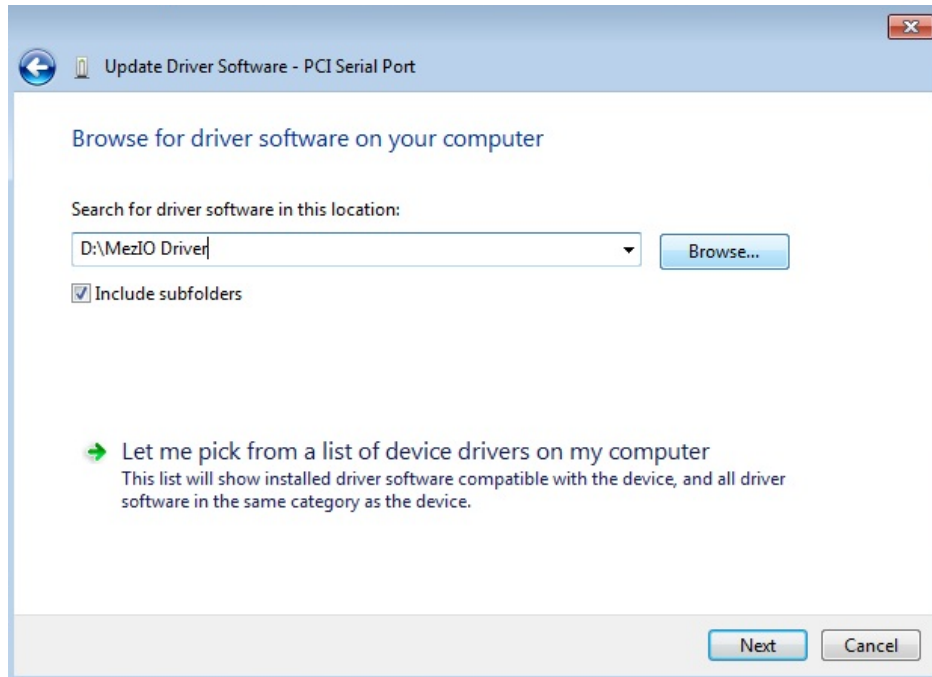 Update Driver Software - PCI Serial Port
Browse for driver software on your computer
Search for driver software in this location:
D:\MezIO Driver
Browse...
Include subfolders
Let me pick from a list of device drivers on my computer
This list will show installed driver software compatible with the device, and all driver
software in the same category as the device.
Next
Cancel